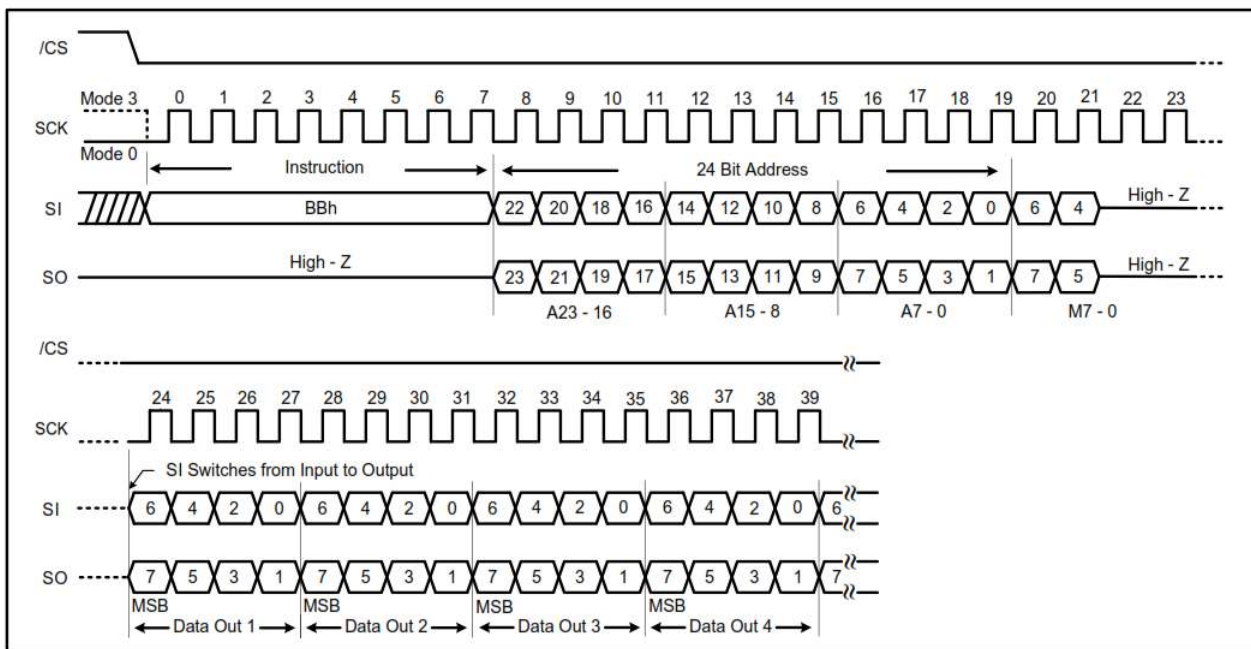 /CS
Mode 3 0 1 2 3 4 5 6 7 8 9 10 11 12 13 14 15 16 17 18 19 20 21 22 23
SCK
Mode 0
Instruction 24 Bit Address
SI BBh 22 20 18 16 14 12 10 8 6 4 2 0 6 4 High - Z
SO High - Z 23 21 19 17 15 13 11 9 7 5 3 1 7 5 High - Z
A23 - 16 A15 - 8 A7 - 0 M7 - 0
/CS
24 25 26 27 28 29 30 31 32 33 34 35 36 37 38 39
SCK
SI Switches from Input to Output
SI 6 4 2 0 6 4 2 0 6 4 2 0 6 4 2 0 6
SO 7 5 3 1 7 5 3 1 7 5 3 1 7 5 3 1 7
MSB MSB MSB MSB
Data Out 1 Data Out 2 Data Out 3 Data Out 4